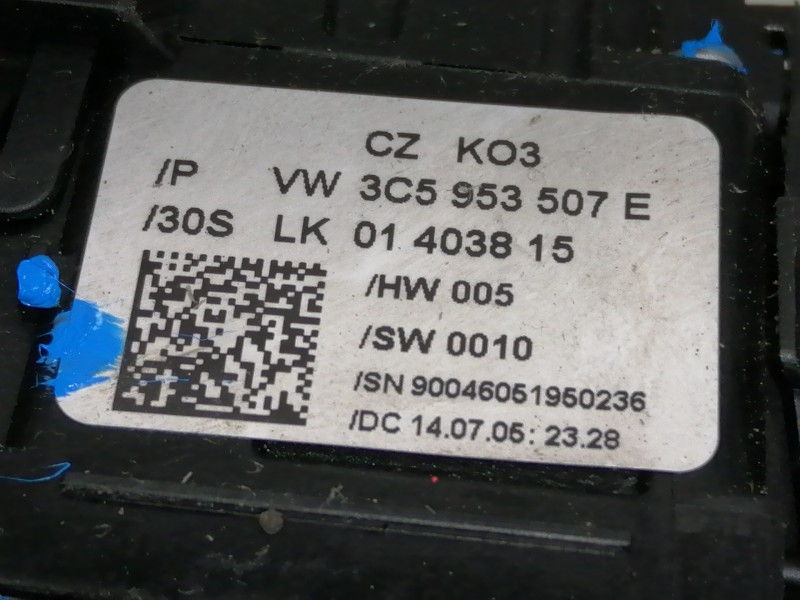 CZ KO3
/P VW 3C5 953 507 E
/30S LK 01 4038 15
/HW 005
/SW 0010
/SN 90046051950236
/DC 14.07.05: 23.28